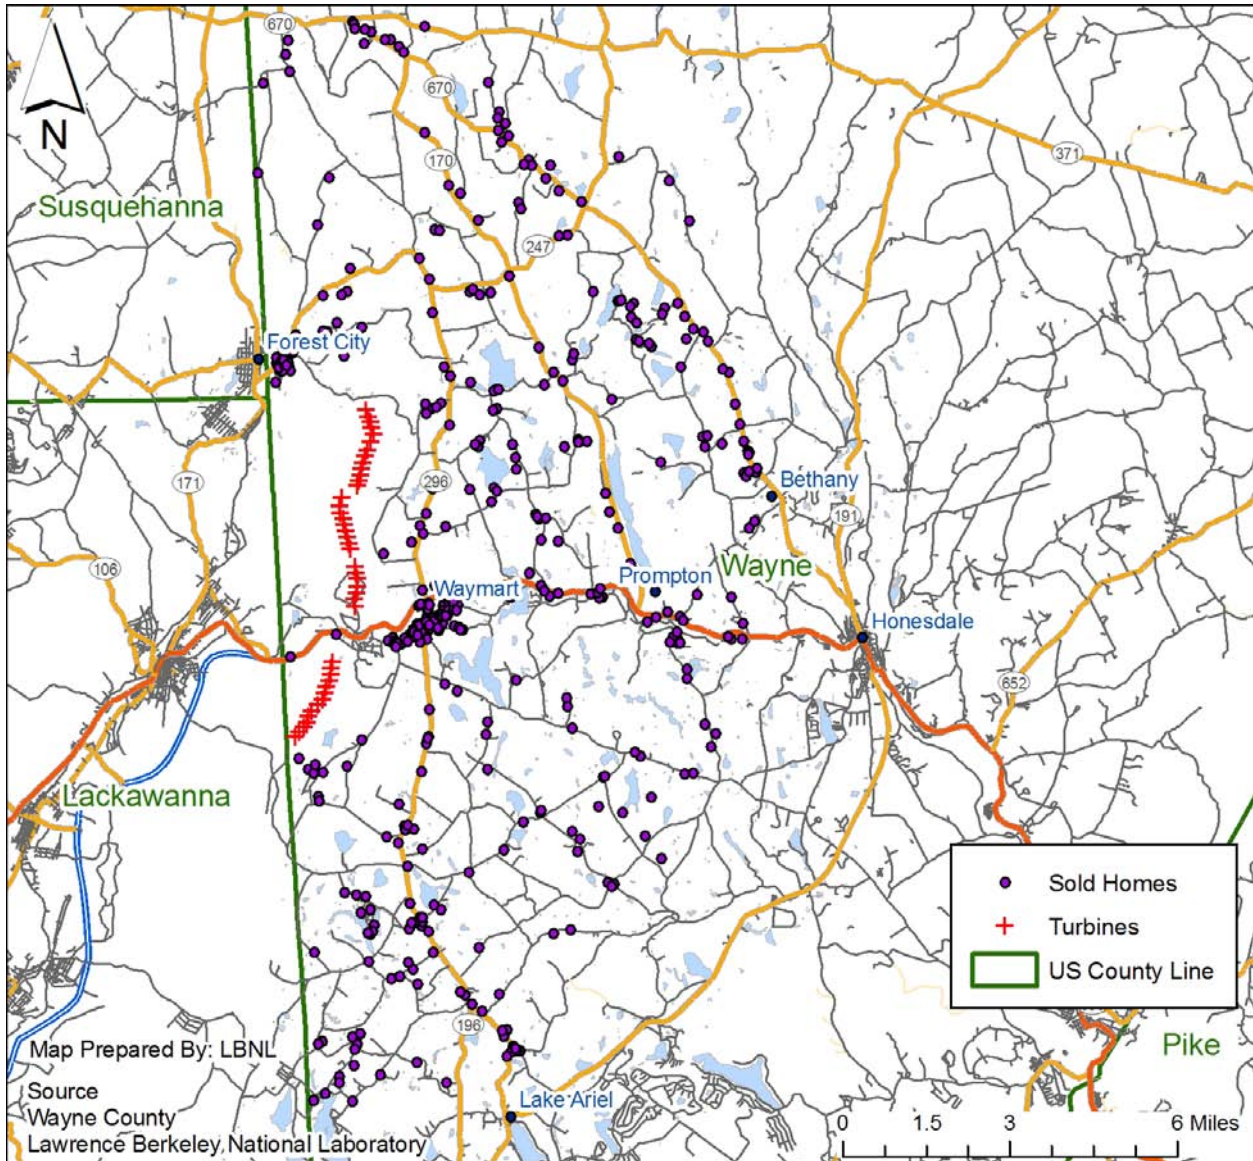 670
N
670
371
170
Susquehanna
247
Forest City
296
171
Bethany
191
106
Wayne
Prompton
Waymart
Honesdale
652
Lackawanna
Sold Homes
Turbines
US County Line
196
Map Prepared By: LBNL
Pike
Source
Wayne County
Lawrence Berkeley National Laboratory
Lake Ariel
0 1.5 3 6 Miles